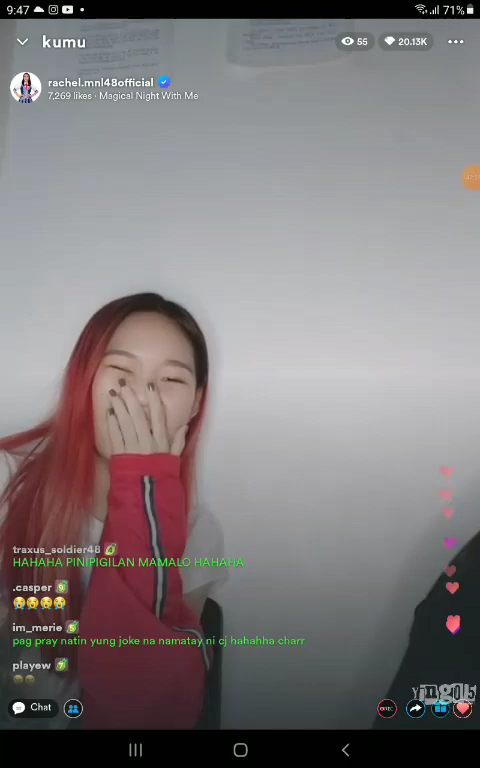 9:47
71%
kumu
55
20.13K
rachel.mnl48official
7,269 likes · Magical Night With Me
traxus_soldier48
HAHAHA PINIPIGILAN MAMALO HAHAHA
.casper
😭😭😭😭
im_merie
pag pray natin yung joke na namatay ni cj hahahha charr
playew
Chat